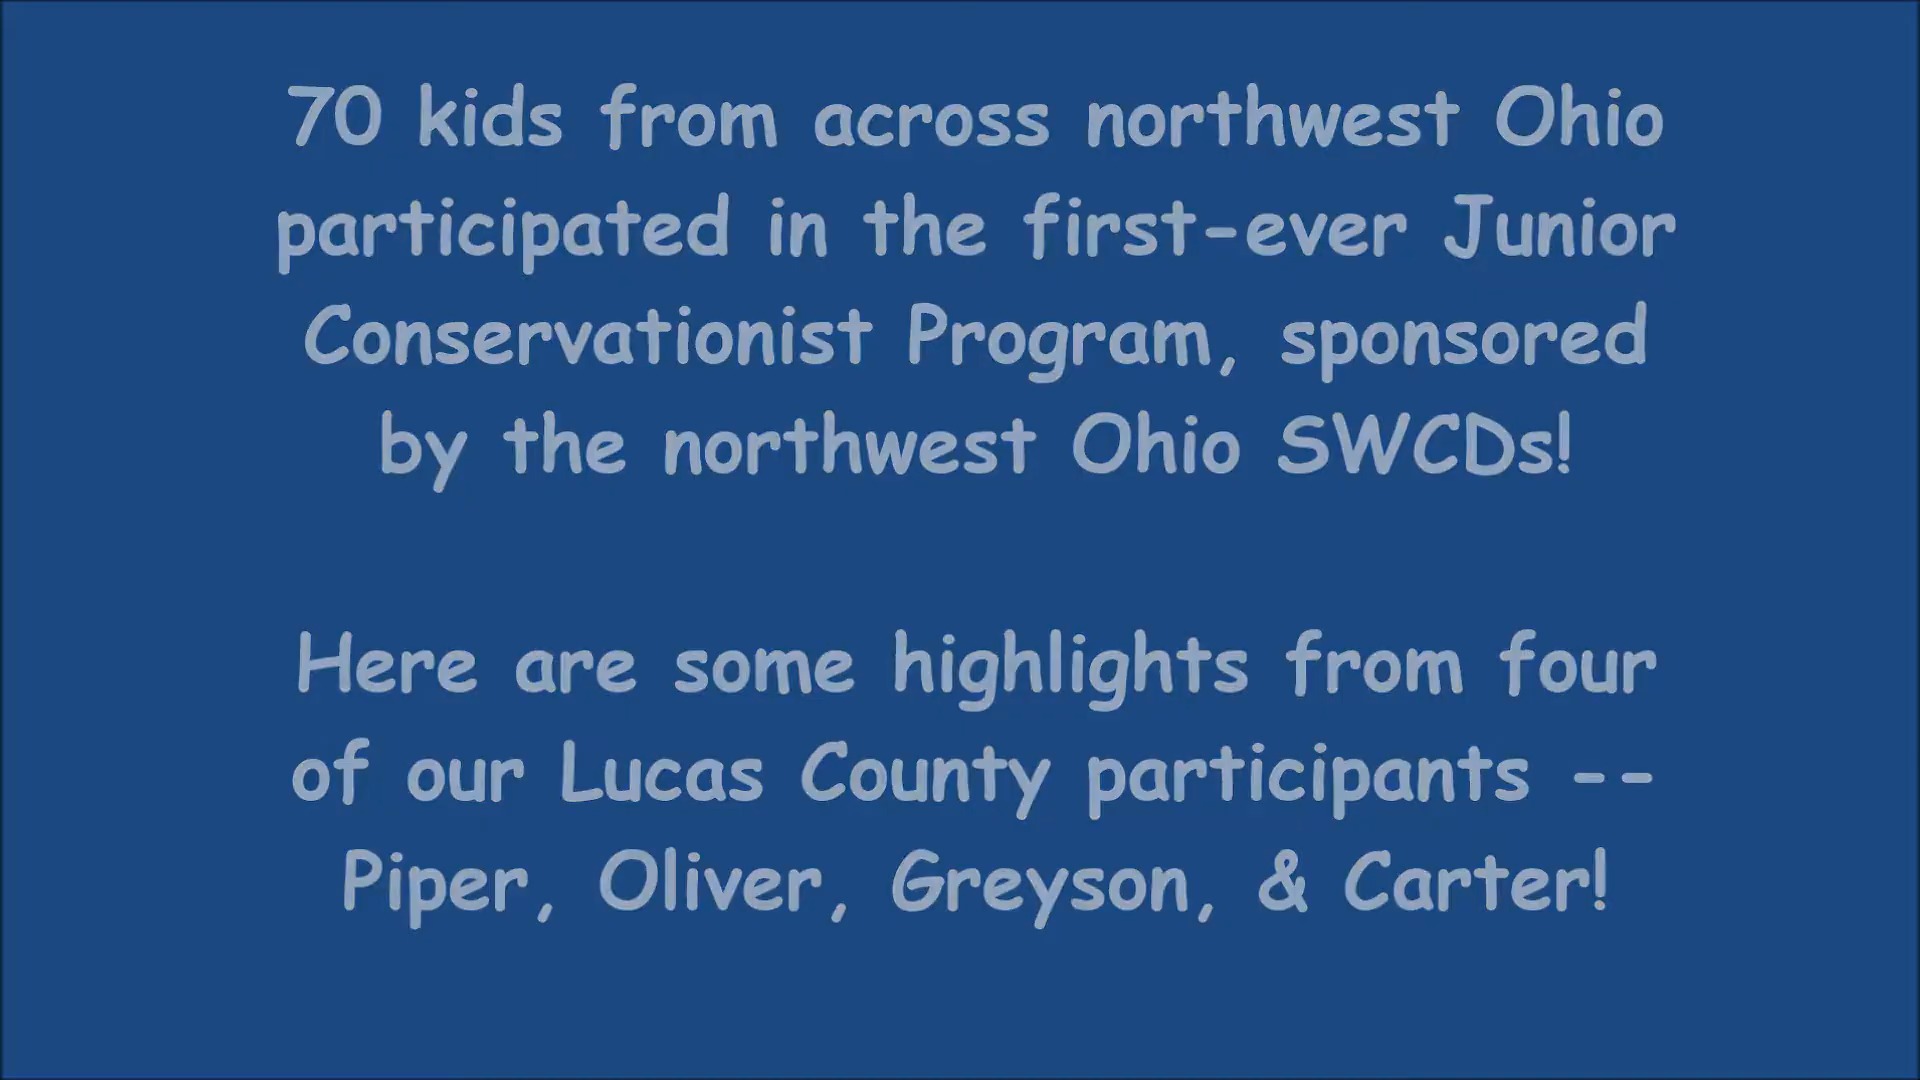 70 kids from across northwest Ohio
participated in the first-ever Junior
Conservationist Program, sponsored
by the northwest Ohio SWCDs!
Here are some highlights from four
of our Lucas County participants --
Piper, Oliver, Greyson, & Carter!